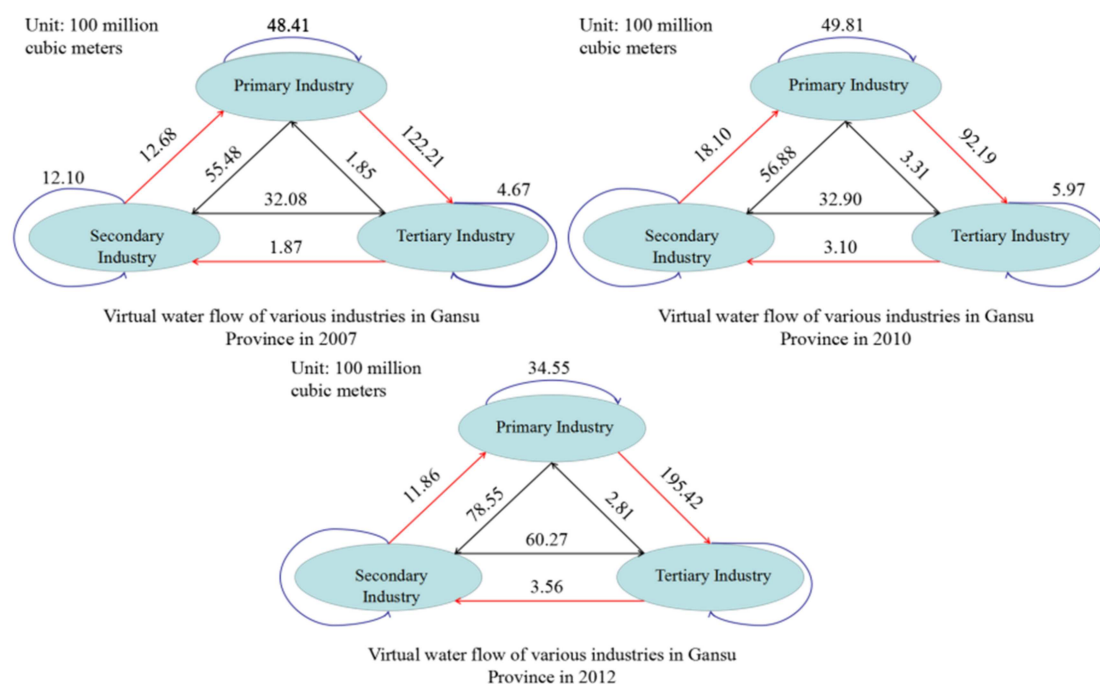 Unit: 100 million
cubic meters
48.41
Primary Industry
12.68
55.48
1.85
122.21
12.10
32.08
4.67
Secondary
Industry
1.87
Tertiary Industry
Virtual water flow of various industries in Gansu
Province in 2007
Unit: 100 million
cubic meters
49.81
Primary Industry
18.10
56.88
3.31
92.19
32.90
5.97
Secondary
Industry
3.10
Tertiary Industry
Virtual water flow of various industries in Gansu
Province in 2010
Unit: 100 million
cubic meters
34.55
Primary Industry
11.86
78.55
2.81
195.42
60.27
Secondary
Industry
3.56
Tertiary Industry
Virtual water flow of various industries in Gansu
Province in 2012